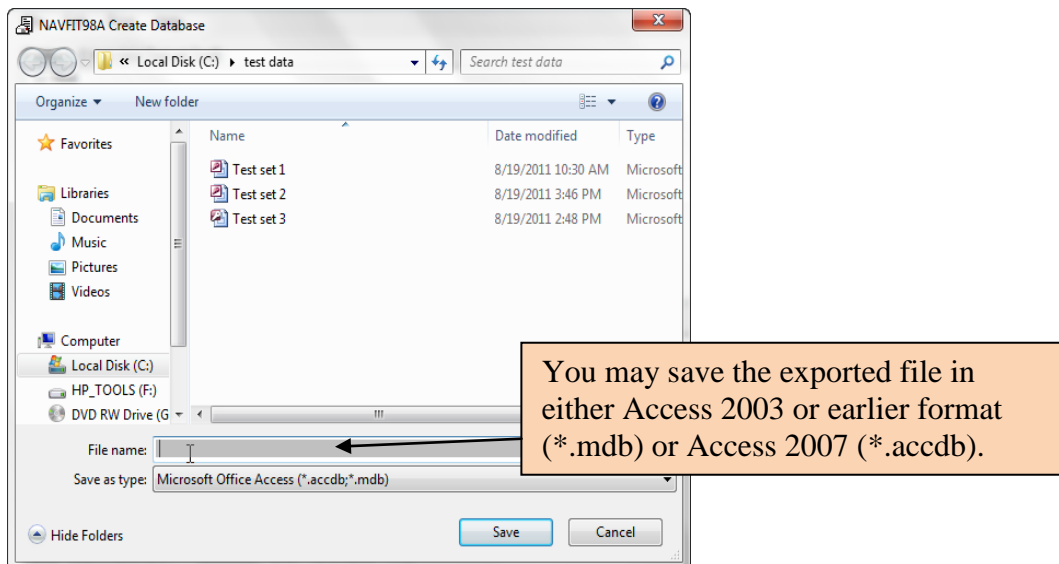 NAVFIT98A Create Database
« Local Disk (C:) test data
Search test data
Organize New folder
Name Date modified Type
Favorites
Test set 1 8/19/2011 10:30 AM Microsoft
Libraries
Test set 2 8/19/2011 3:46 PM Microsoft
Documents
Test set 3 8/19/2011 2:48 PM Microsoft
Music
Pictures
Videos
Computer
Local Disk (C:)
HP_TOOLS (F:)
DVD RW Drive (G
You may save the exported file in
either Access 2003 or earlier format
(*.mdb) or Access 2007 (*.accdb).
File name:
Save as type: Microsoft Office Access (*.accdb;*.mdb)
Hide Folders
Save Cancel